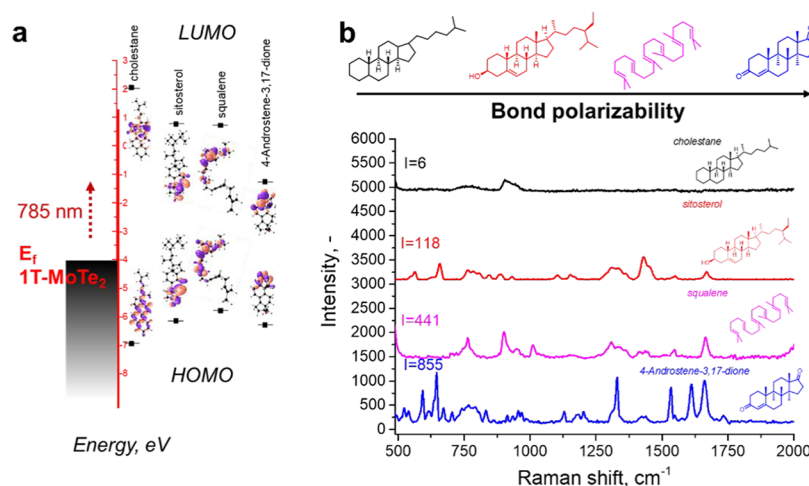 a
LUMO
cholestane
sitosterol
squalene
4-Androstene-3,17-dione
3
2
1
0
-1
-2
-3
-4
-5
-6
-7
-8
785 nm
E_f
1T-MoTe₂
HOMO
Energy, eV
b
HO
H
H
H
H
H
H
O
O
Bond polarizability
6000
5500
5000
4500
4000
3500
3000
2500
2000
1500
1000
500
0
Intensity, -
I=6
cholestane
sitosterol
I=118
HO
squalene
I=441
I=855
4-Androstene-3,17-dione
O
O
500
750
1000
1250
1500
1750
2000
Raman shift, cm⁻¹